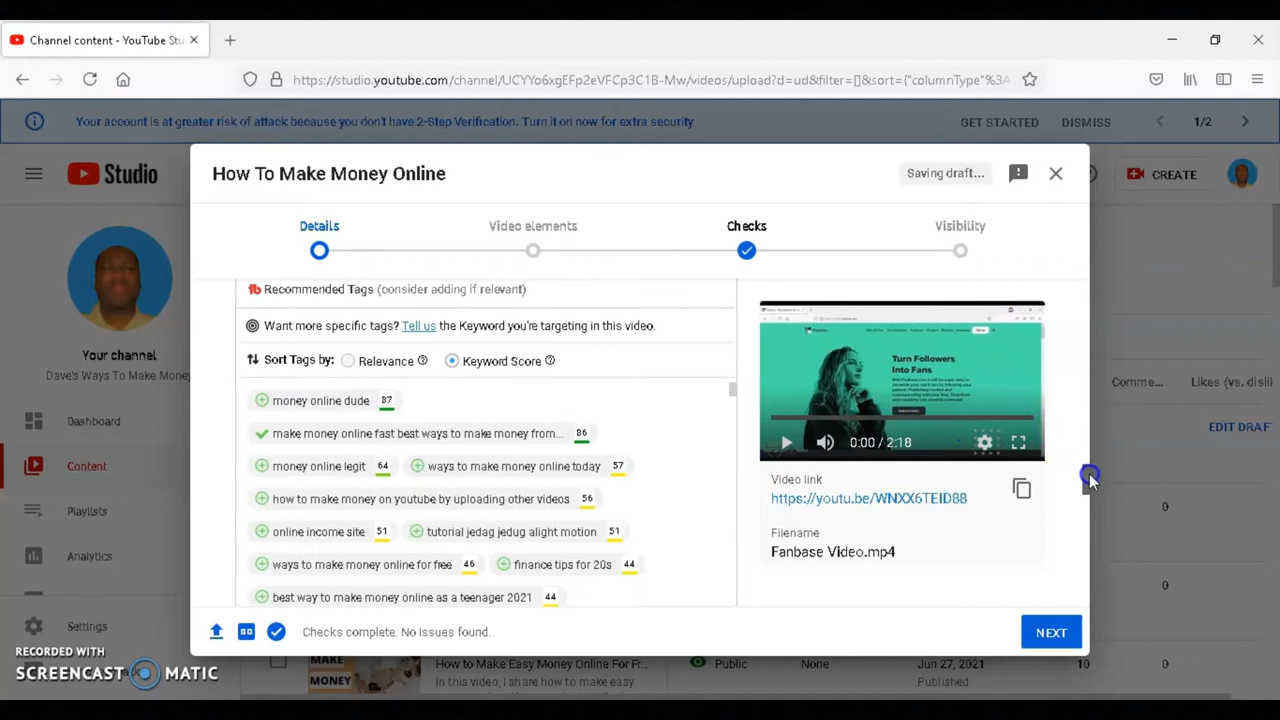 Channel content - YouTube Stu
https://studio.youtube.com/channel/UCYYo6xgEFp2eVFCp3C1B-Mw/videos/upload?d=ud&filter=[]&sort={"columnType"%3A
Your account is at greater risk of attack because you don't have 2-Step Verification. Turn it on now for extra security
GET STARTED
DISMISS
1/2
Studio
How To Make Money Online
Saving draft...
CREATE
Details
Video elements
Checks
Visibility
Recommended Tags (consider adding if relevant)
Want more specific tags? Tell us the Keyword you're targeting in this video.
Sort Tags by: Relevance Keyword Score
money online dude 87
make money online fast best ways to make money from... 86
money online legit 64 ways to make money online today 57
how to make money on youtube by uploading other videos 56
online income site 51 tutorial jedag jedug alight motion 51
ways to make money online for free 46 finance tips for 20s 44
best way to make money online as a teenager 2021 44
Turn Followers
Into Fans
0:00 / 2:18
Video link
https://youtu.be/WNXX6TEID88
Filename
Fanbase Video.mp4
Checks complete. No issues found.
NEXT
Your channel
Dave's Ways To Make Money
Dashboard
Content
Playlists
Analytics
Settings
Comme...
Likes (vs. dislik
EDIT DRAF
0
0
MAKE
MONEY
How to Make Easy Money Online For Fr...
In this video, I share how to make easy
Public
None
Jun 27, 2021
Published
10
0
RECORDED WITH
SCREENCAST MATIC